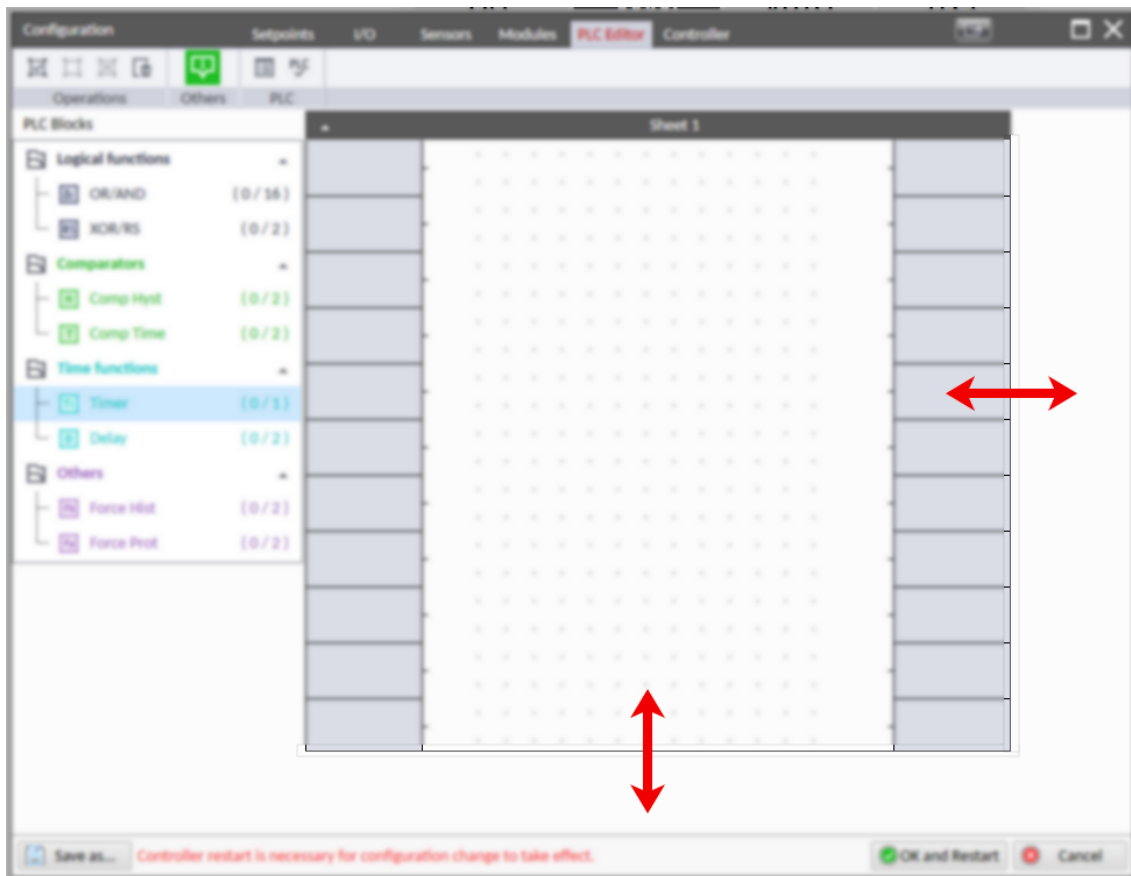 Configuration
Setpoints I/O Sensors Modules PLC Editor Controller
Operations Others PLC
PLC Blocks
Sheet 1
Logical functions
OR/AND (0/16)
XOR/RS (0/2)
Comparators
Comp Hyst (0/2)
Comp Time (0/2)
Time functions
Timer (0/1)
Delay (0/2)
Others
Force Hist (0/2)
Force Prot (0/2)
Save as... Controller restart is necessary for configuration change to take effect. OK and Restart Cancel